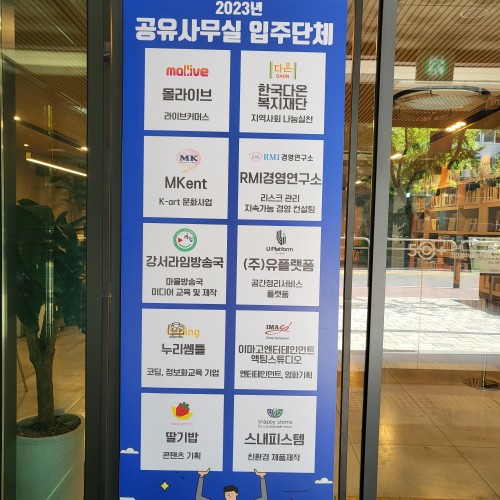 2023년
공유사무실 입주단체
mallive
몰라이브
라이브커머스
다온
DAON
한국다온
복지재단
지역사회 나눔실천
MK
MKent
K-art 문화사업
RMI 경영연구소
RMI경영연구소
리스크 관리
지속가능 경영 컨설팅
강서라임방송국
마을방송국
미디어 교육 및 제작
U-Platform
(주)유플랫폼
공간정리서비스
플랫폼
누리쌤들
코딩, 정보화교육 기업
IMAGO
Entertainment
이마고엔터테인먼트
액팅스튜디오
엔터테인먼트, 영화기획
딸기밥
콘텐츠 기획
snappy stems
스내피스템
친환경 제품제작